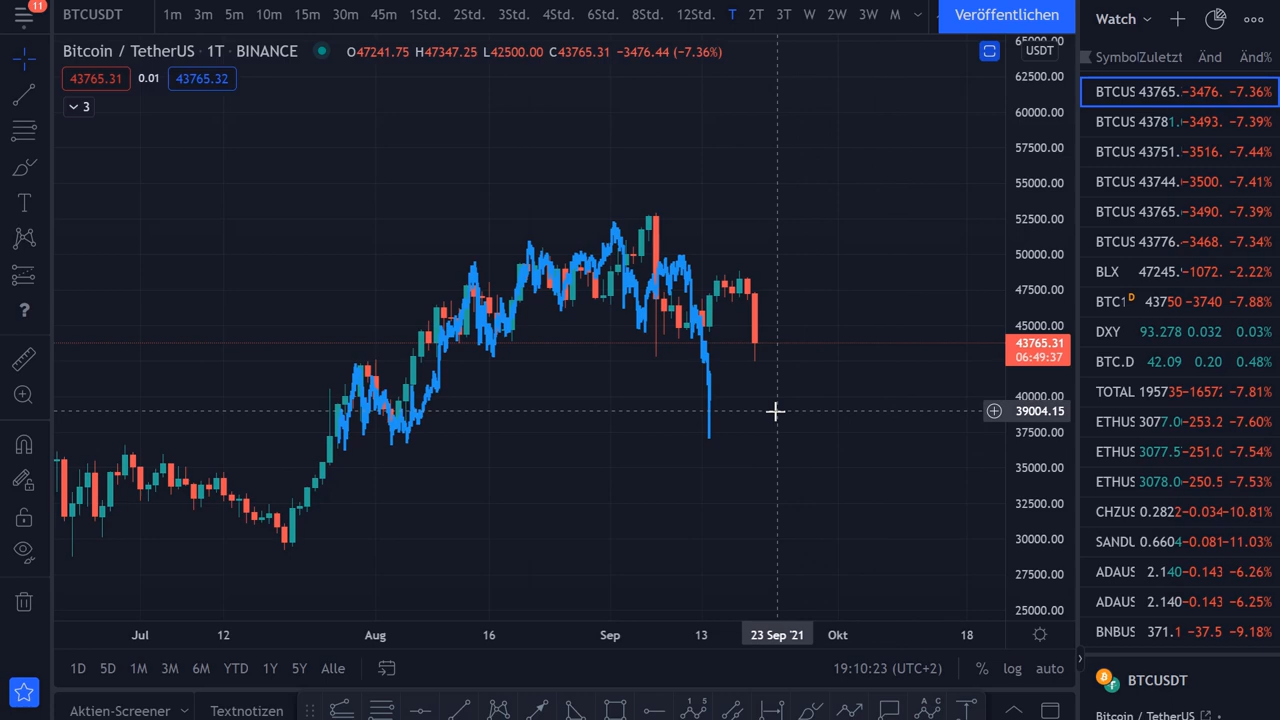 11
BTCUSDT 1m 3m 5m 10m 15m 30m 45m 1Std. 2Std. 3Std. 4Std. 6Std. 8Std. 12Std. T 2T 3T W 2W 3W M Veröffentlichen Watch
Bitcoin / TetherUS · 1T · BINANCE O47241.75 H47347.25 L42500.00 C43765.31 −3476.44 (−7.36%) USDT
43765.31 0.01 43765.32
3
65000.00
62500.00
60000.00
57500.00
55000.00
52500.00
50000.00
47500.00
45000.00
43765.31
06:49:37
40000.00
39004.15
37500.00
35000.00
32500.00
30000.00
27500.00
25000.00
Jul 12 Aug 16 Sep 13 23 Sep '21 Okt 18
1D 5D 1M 3M 6M YTD 1Y 5Y Alle 19:10:23 (UTC+2) % log auto
Aktien-Screener Textnotizen
Symbol Zuletzt Änd Änd%
BTCUS 43765. −3476. −7.36%
BTCUS 43781. −3493. −7.39%
BTCUS 43751. −3516. −7.44%
BTCUS 43744. −3500. −7.41%
BTCUS 43765. −3490. −7.39%
BTCUS 43776. −3468. −7.34%
BLX 47245. −1072. −2.22%
BTC1 D 43750 −3740 −7.88%
DXY 93.278 0.032 0.03%
BTC.D 42.09 0.20 0.48%
TOTAL 195735 −16572 −7.81%
ETHUS 3077.0 −253.2 −7.60%
ETHUS 3077.5 −251.0 −7.54%
ETHUS 3078.0 −250.5 −7.53%
CHZUS 0.2822 −0.034 −10.81%
SANDU 0.6604 −0.081 −11.03%
ADAUS 2.140 −0.143 −6.26%
ADAUS 2.140 −0.143 −6.25%
BNBUS 371.1 −37.5 −9.18%
BTCUSDT
Bitcoin / TetherUS